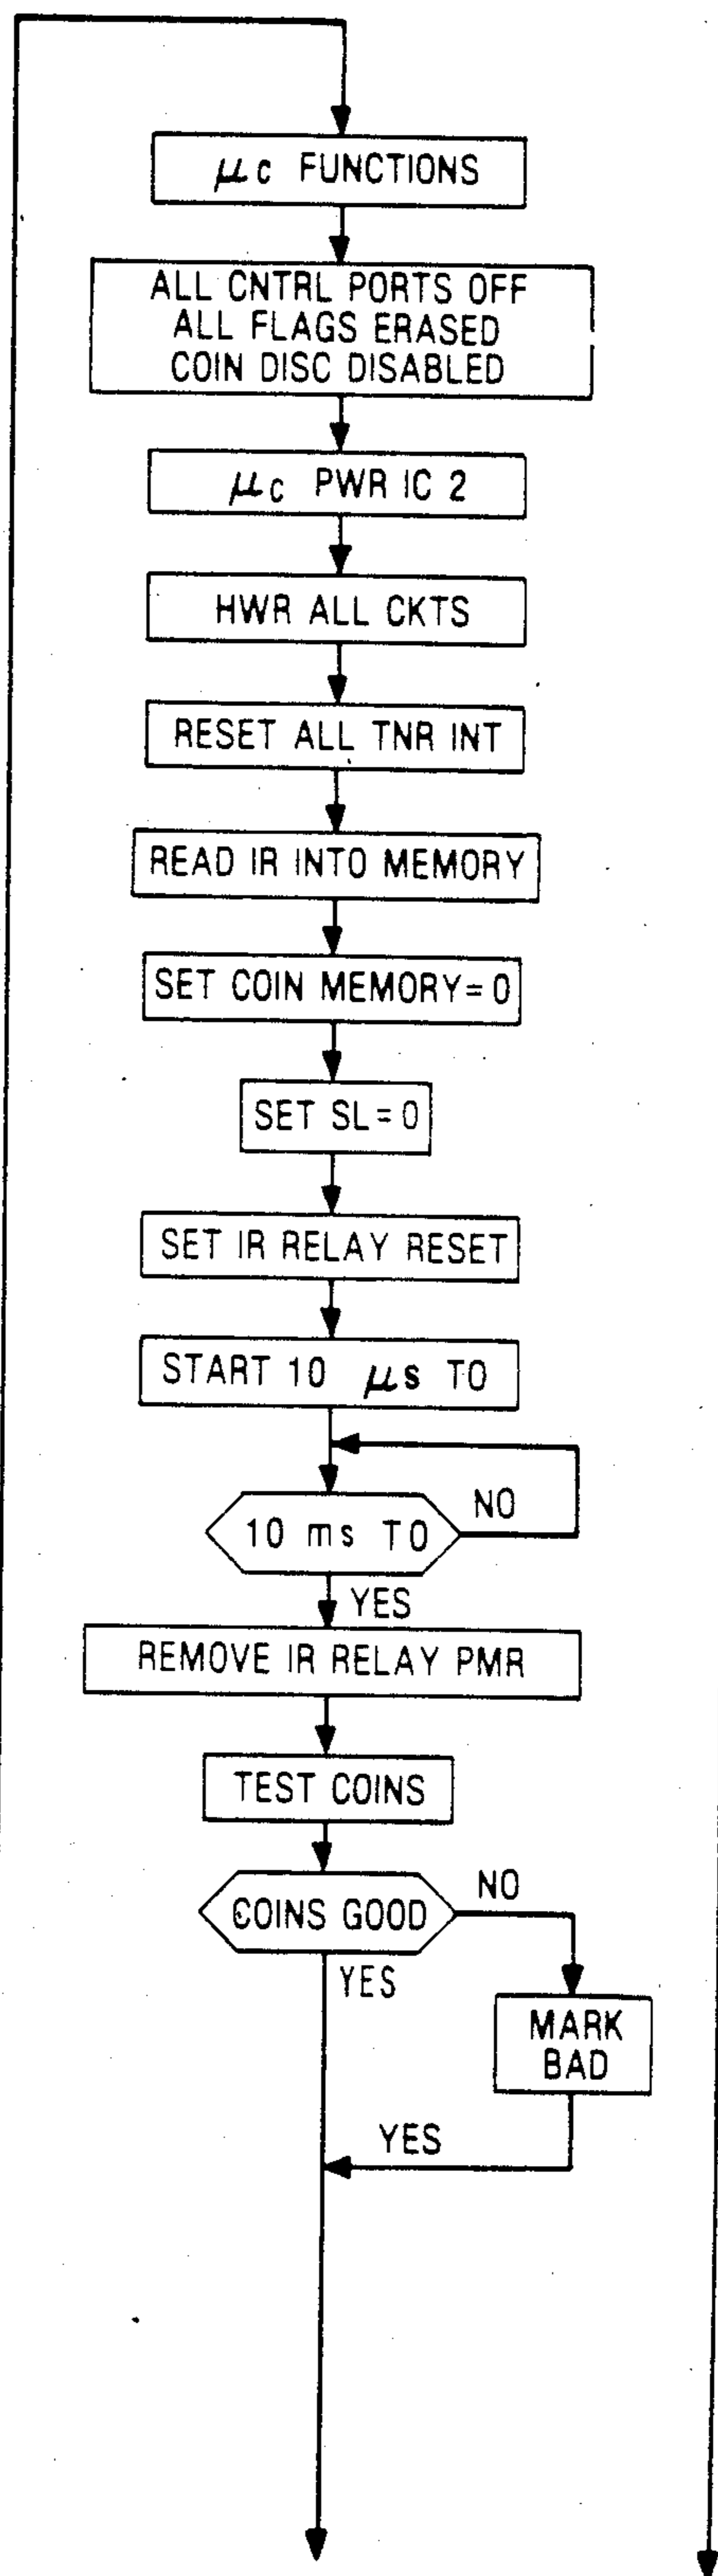 μc FUNCTIONS
ALL CNTRL PORTS OFF
ALL FLAGS ERASED
COIN DISC DISABLED
μc PWR IC 2
HWR ALL CKTS
RESET ALL TNR INT
READ IR INTO MEMORY
SET COIN MEMORY=0
SET SL=0
SET IR RELAY RESET
START 10 μs TO
10 ms TO
NO
YES
REMOVE IR RELAY PMR
TEST COINS
COINS GOOD
NO
YES
MARK
BAD
YES